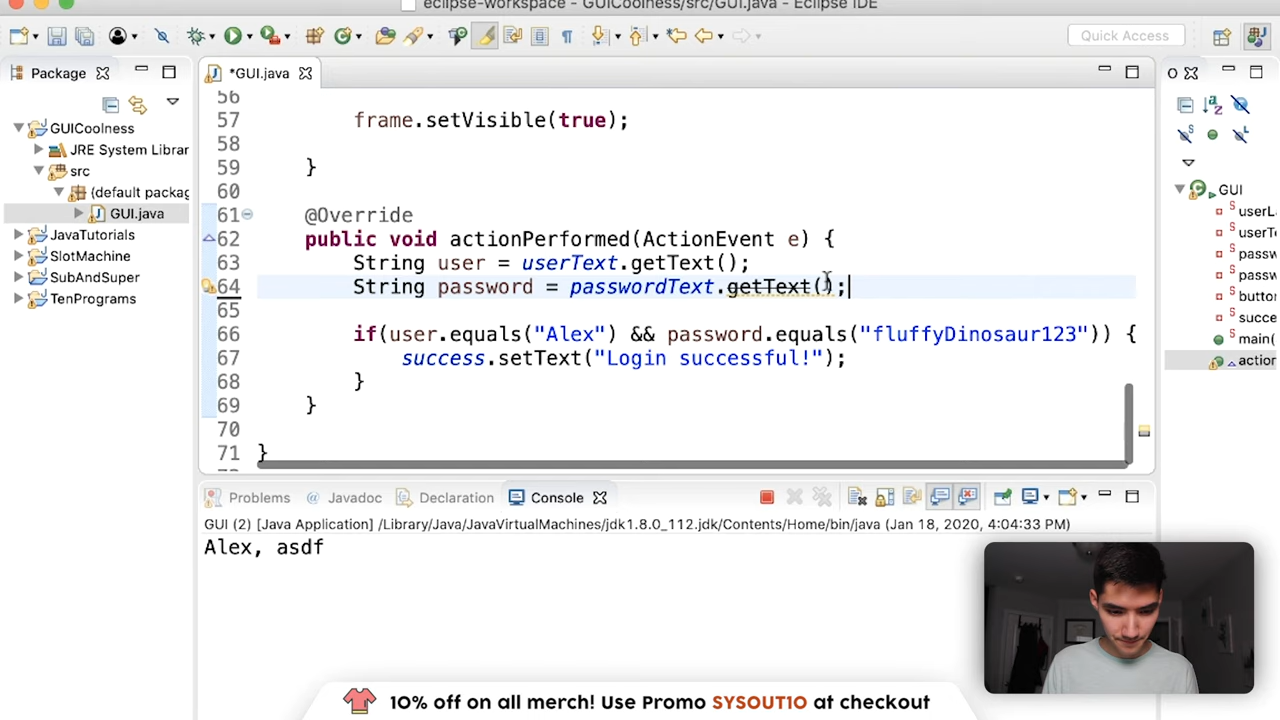 eclipse-workspace - GUICoolness/src/GUI.java - Eclipse IDE
Quick Access
Package
*GUI.java
O
GUICoolness
JRE System Librar
src
(default packag
GUI.java
JavaTutorials
SlotMachine
SubAndSuper
TenPrograms
56
57 frame.setVisible(true);
58
59 }
60
61 @Override
62 public void actionPerformed(ActionEvent e) {
63 String user = userText.getText();
64 String password = passwordText.getText();
65
66 if(user.equals("Alex") && password.equals("fluffyDinosaur123")) {
67 success.setText("Login successful!");
68 }
69 }
70
71 }
GUI
userLa
userTe
passw
passw
button
succe
main(
action
Problems @ Javadoc Declaration Console
GUI (2) [Java Application] /Library/Java/JavaVirtualMachines/jdk1.8.0_112.jdk/Contents/Home/bin/java (Jan 18, 2020, 4:04:33 PM)
Alex, asdf
10% off on all merch! Use Promo SYSOUT10 at checkout